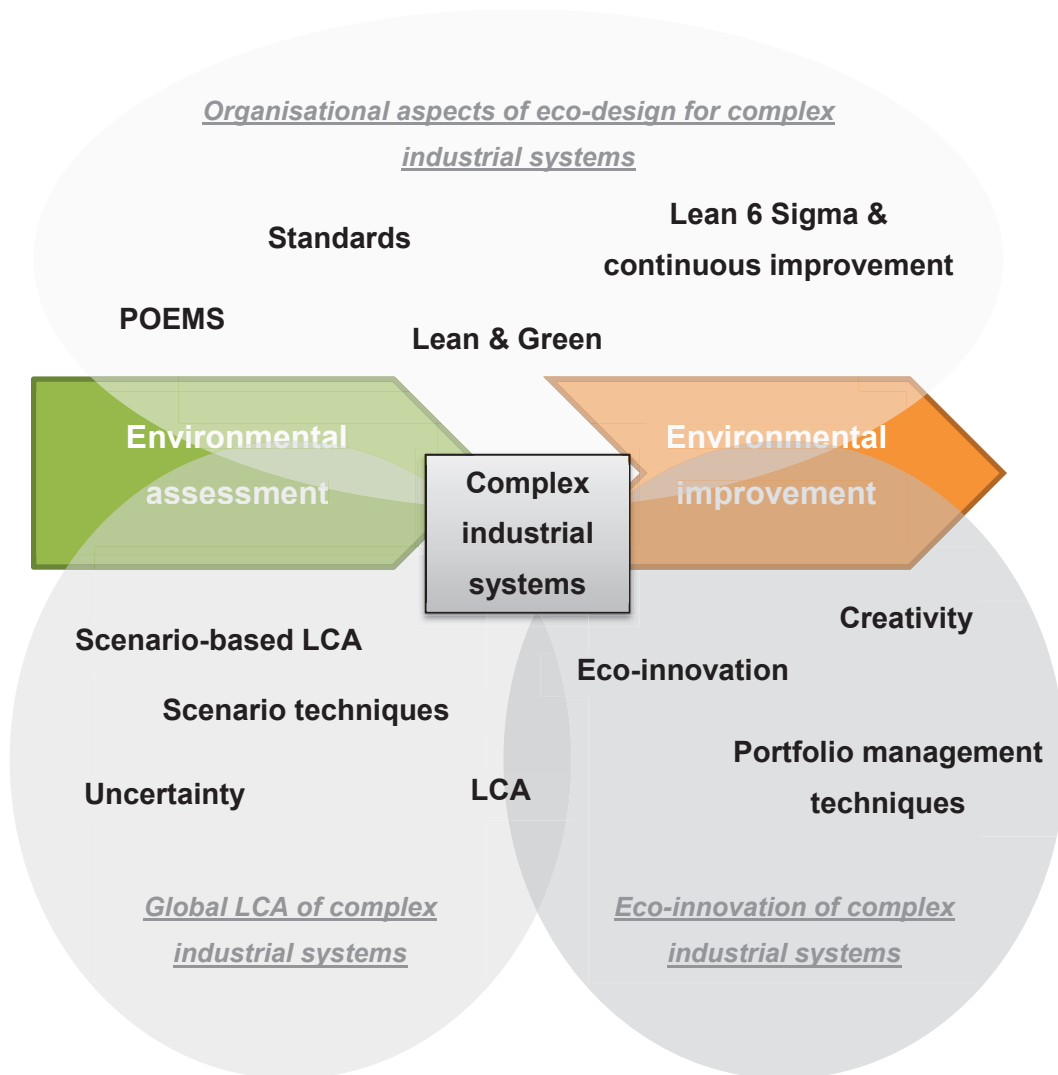 Organisational aspects of eco-design for complex
industrial systems
Lean 6 Sigma &
continuous improvement
Standards
POEMS
Lean & Green
Environmental
assessment
Environmental
improvement
Complex
industrial
systems
Creativity
Scenario-based LCA
Eco-innovation
Scenario techniques
Portfolio management
techniques
Uncertainty
LCA
Global LCA of complex
industrial systems
Eco-innovation of complex
industrial systems